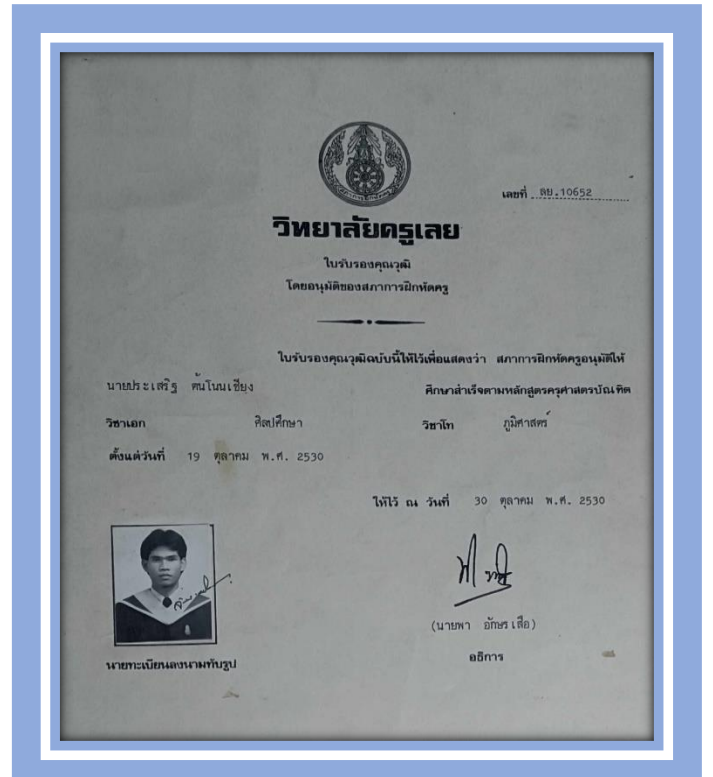 เลขที่ ลย.10652
วิทยาลัยครูเลย
ใบรับรองคุณวุฒิ
โดยอนุมัติของสภาการฝึกหัดครู
ใบรับรองคุณวุฒิฉบับนี้ให้ไว้เพื่อแสดงว่า สภาการฝึกหัดครูอนุมัติให้
นายประเสริฐ ต้นโนนเชียง ศึกษาสำเร็จตามหลักสูตรครุศาสตรบัณฑิต
วิชาเอก ศิลปศึกษา วิชาโท ภูมิศาสตร์
ตั้งแต่วันที่ 19 ตุลาคม พ.ศ. 2530
ให้ไว้ ณ วันที่ 30 ตุลาคม พ.ศ. 2530
(นายพา อักษรเสือ)
อธิการ
นายทะเบียนลงนามทับรูป